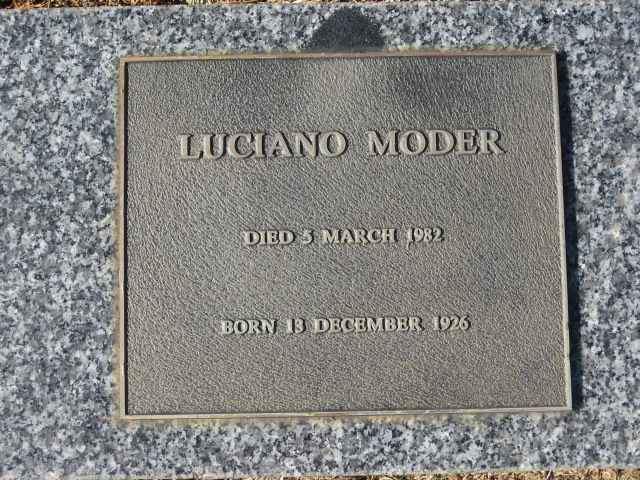 LUCIANO MODER
DIED 5 MARCH 1982
BORN 13 DECEMBER 1926